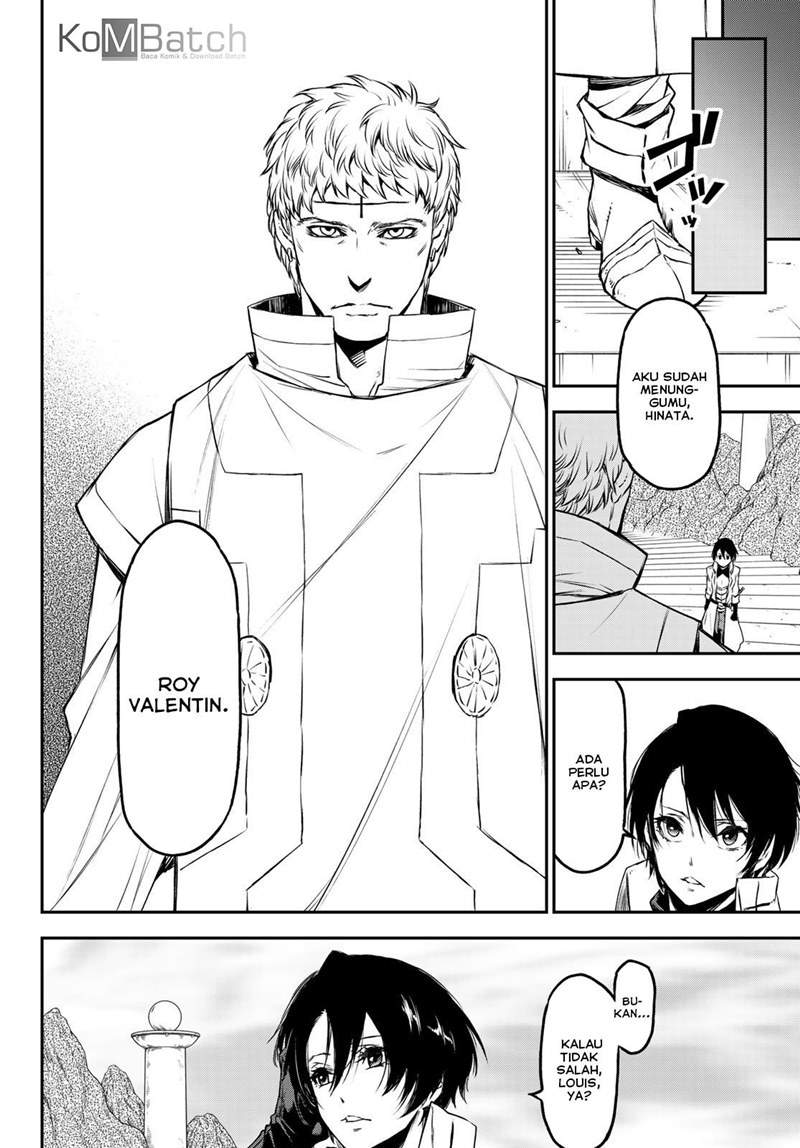 KoMBatch
Baca Komik & Download Batch
ゴッ
AKU SUDAH
MENUNG-
GUMU,
HINATA.
ADA
PERLU
APA?
ROY
VALENTIN.
BU-
KAN...
KALAU
TIDAK
SALAH,
LOUIS,
YA?